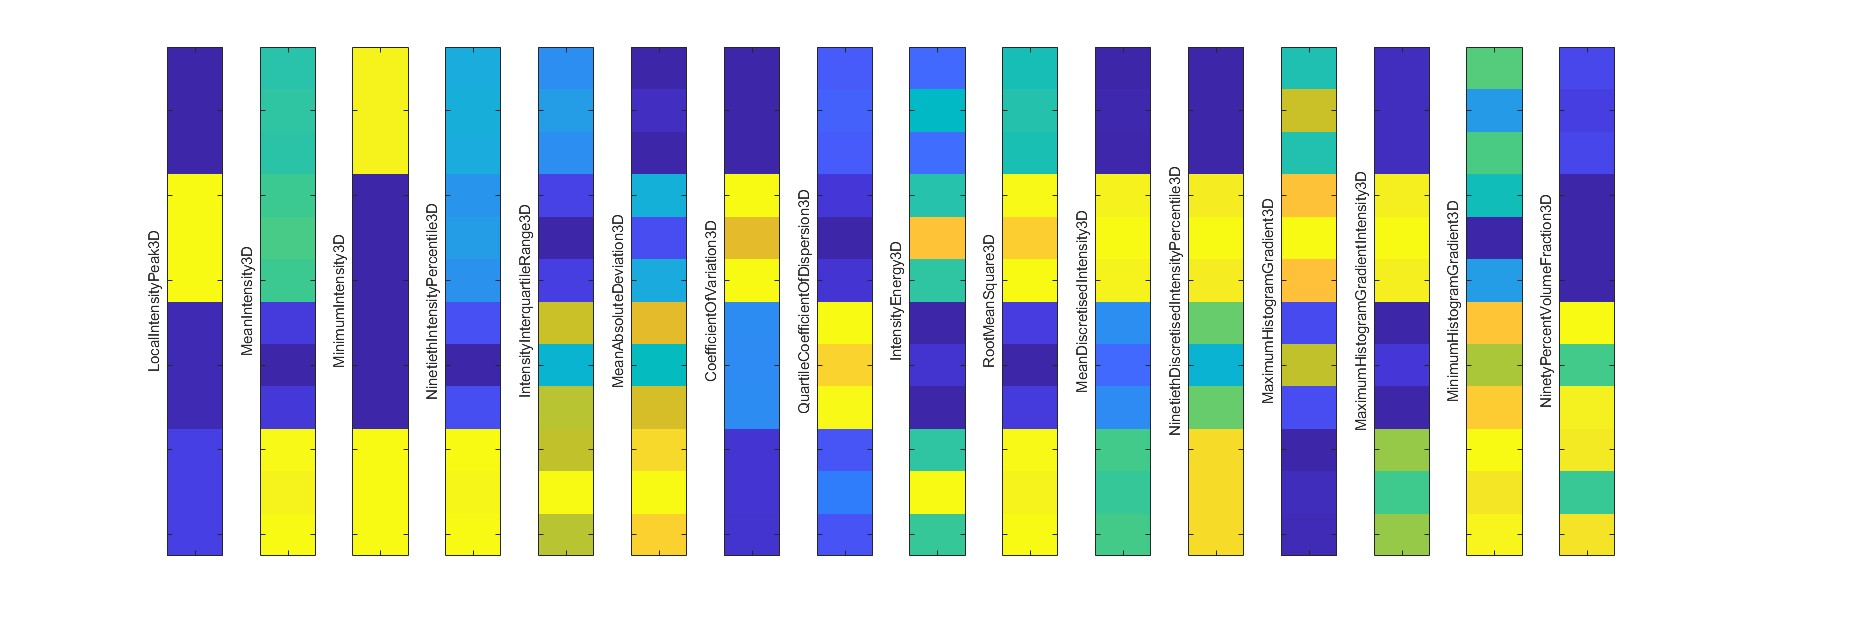 LocalIntensityPeak3D
MeanIntensity3D
MinimumIntensity3D
NinetiethIntensityPercentile3D
IntensityInterquartileRange3D
MeanAbsoluteDeviation3D
CoefficientOfVariation3D
QuartileCoefficientOfDispersion3D
IntensityEnergy3D
RootMeanSquare3D
MeanDiscretisedIntensity3D
NinetiethDiscretisedIntensityPercentile3D
MaximumHistogramGradient3D
MaximumHistogramGradientIntensity3D
MinimumHistogramGradient3D
NinetyPercentVolumeFraction3D